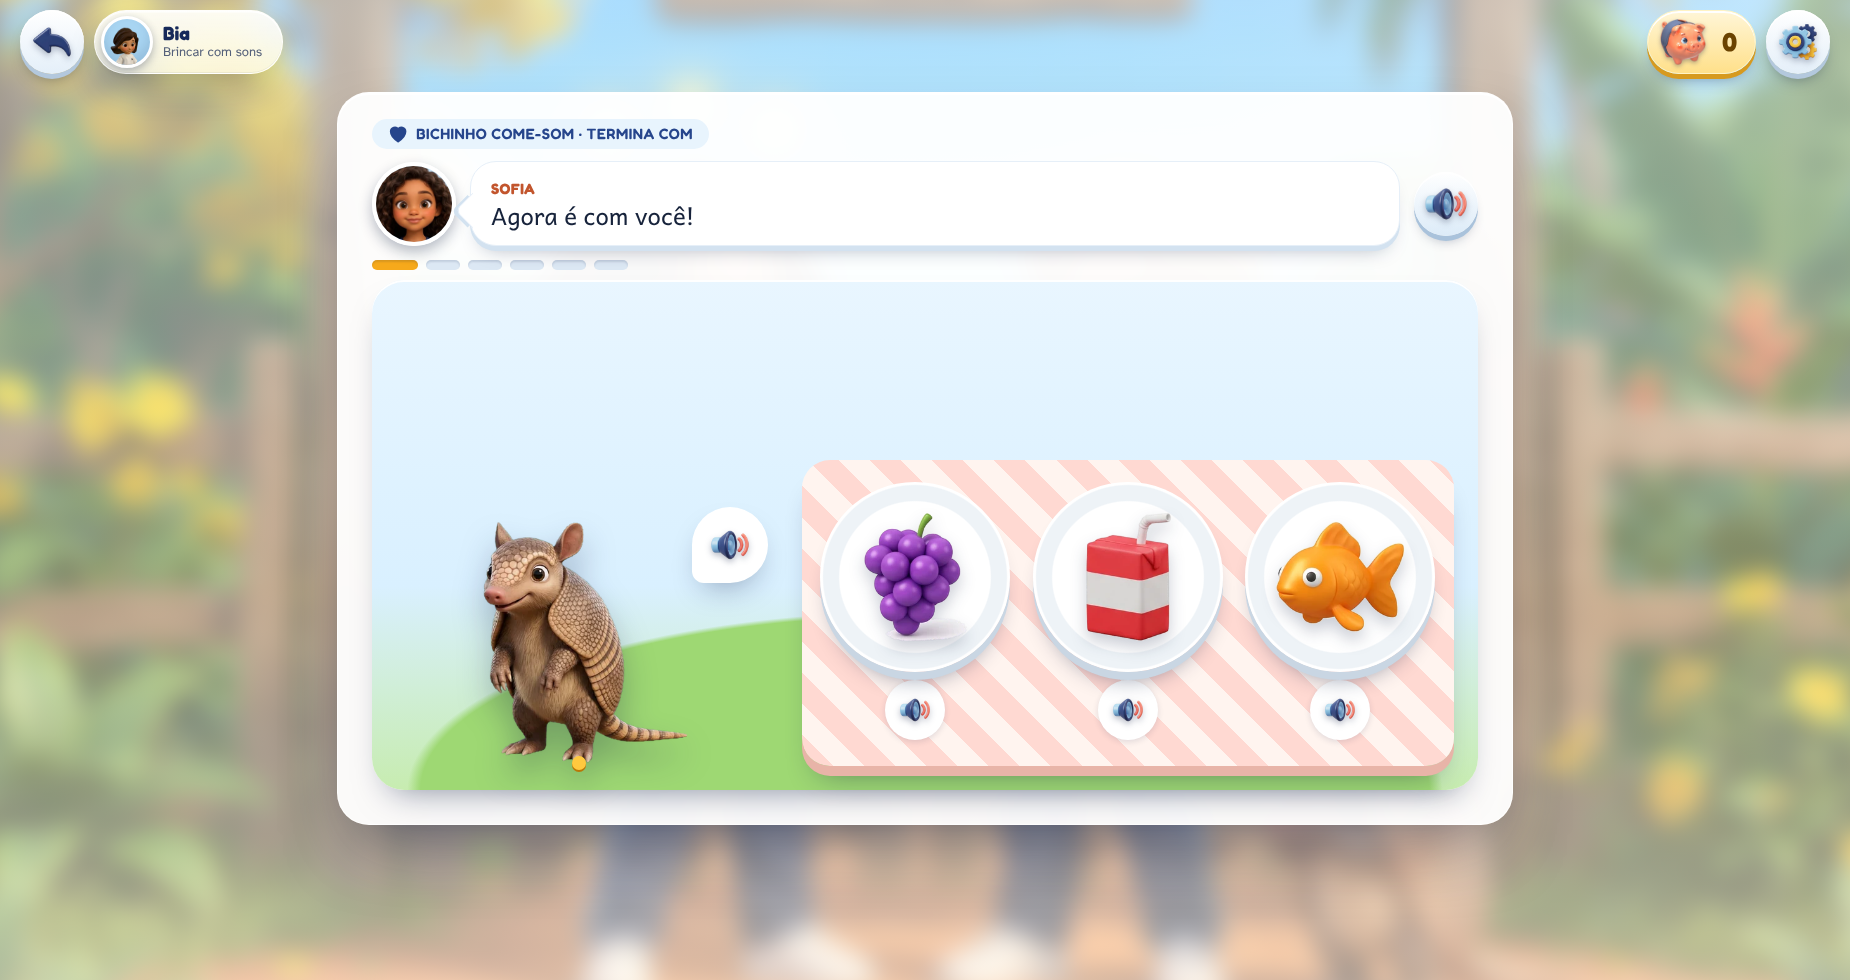 Bia
Brincar com sons
0
BICHINHO COME-SOM · TERMINA COM
SOFIA
Agora é com você!